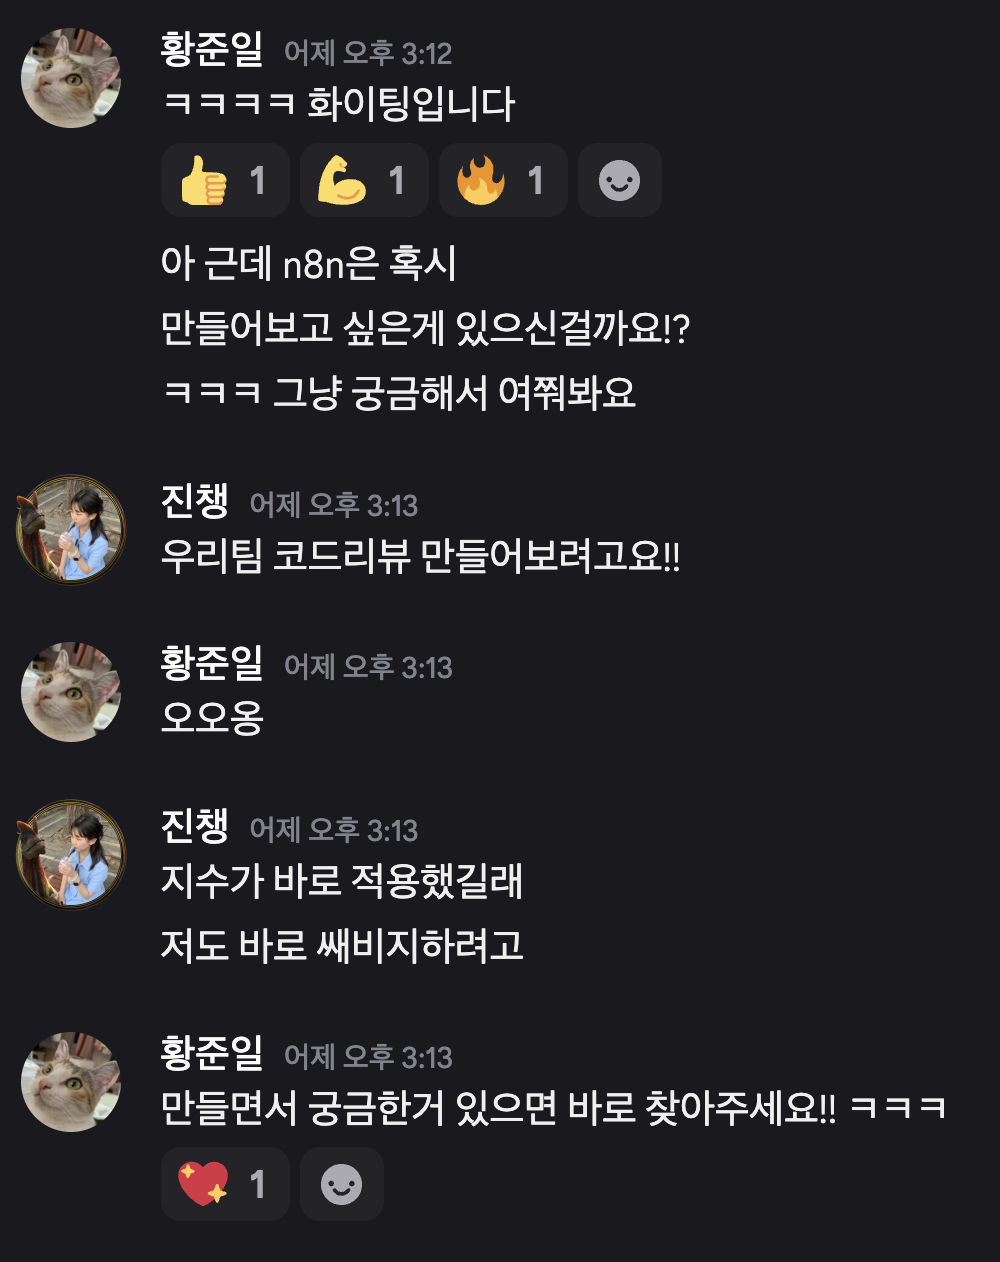 황준일 어제 오후 3:12
ㅋㅋㅋㅋ 화이팅입니다
1 1 1
아 근데 n8n은 혹시
만들어보고 싶은게 있으신걸까요!?
ㅋㅋㅋ 그냥 궁금해서 여쭤봐요
진챙 어제 오후 3:13
우리팀 코드리뷰 만들어보려고요!!
황준일 어제 오후 3:13
오오옹
진챙 어제 오후 3:13
지수가 바로 적용했길래
저도 바로 쌔비지하려고
황준일 어제 오후 3:13
만들면서 궁금한거 있으면 바로 찾아주세요!! ㅋㅋㅋ
1